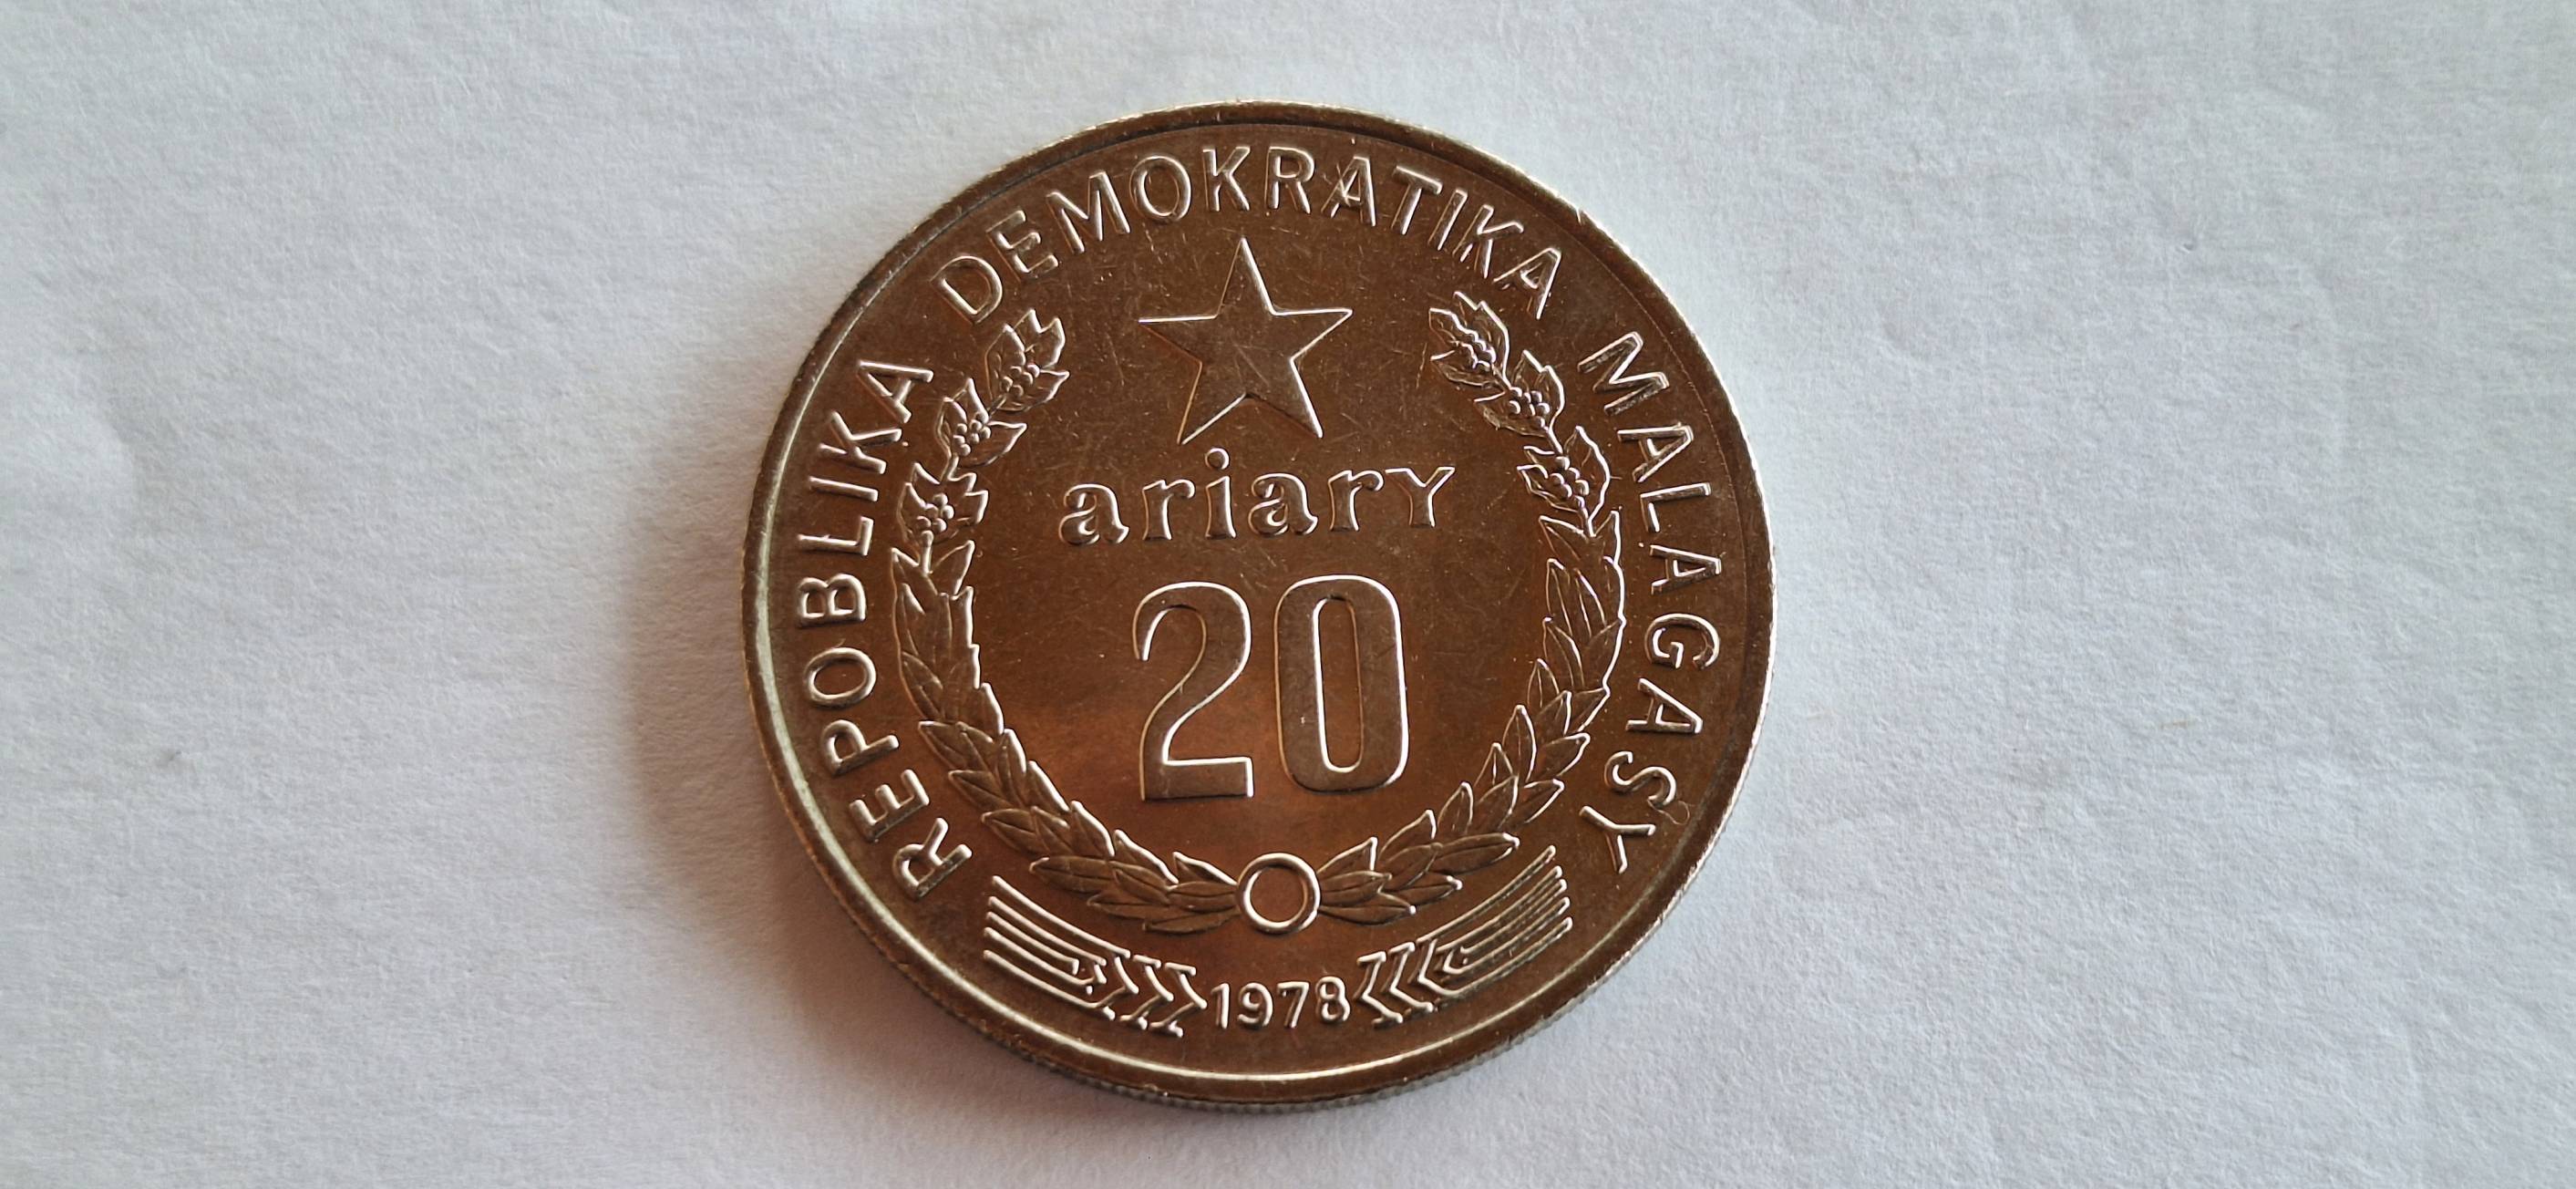 REPOBLIKA DEMOKRATIKA MALAGASY
ariary
20
1978